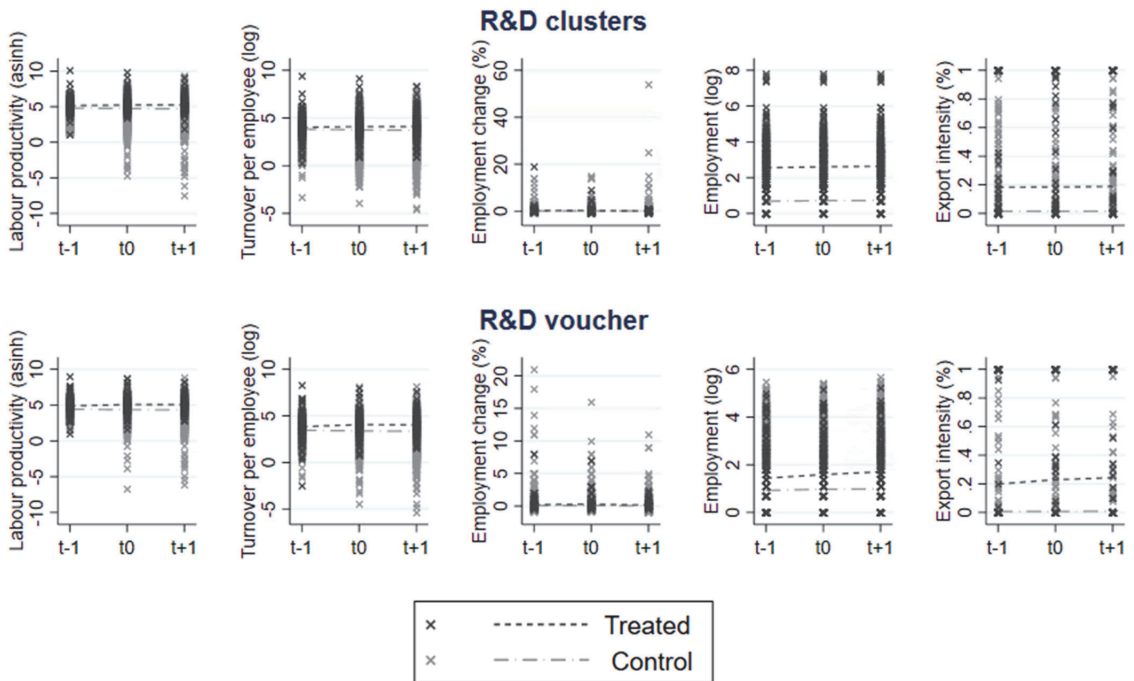 R&D clusters
Labour productivity (asinh)
10
5
0
-5
-10
t-1 t0 t+1
Turnover per employee (log)
10
5
0
-5
t-1 t0 t+1
Employment change (%)
60
40
20
0
t-1 t0 t+1
Employment (log)
8
6
4
2
0
t-1 t0 t+1
Export intensity (%)
1
.8
.6
.4
.2
0
t-1 t0 t+1
R&D voucher
Labour productivity (asinh)
10
5
0
-5
-10
t-1 t0 t+1
Turnover per employee (log)
10
5
0
-5
t-1 t0 t+1
Employment change (%)
20
15
10
5
0
t-1 t0 t+1
Employment (log)
6
4
2
0
t-1 t0 t+1
Export intensity (%)
1
.8
.6
.4
.2
0
t-1 t0 t+1
Treated
Control